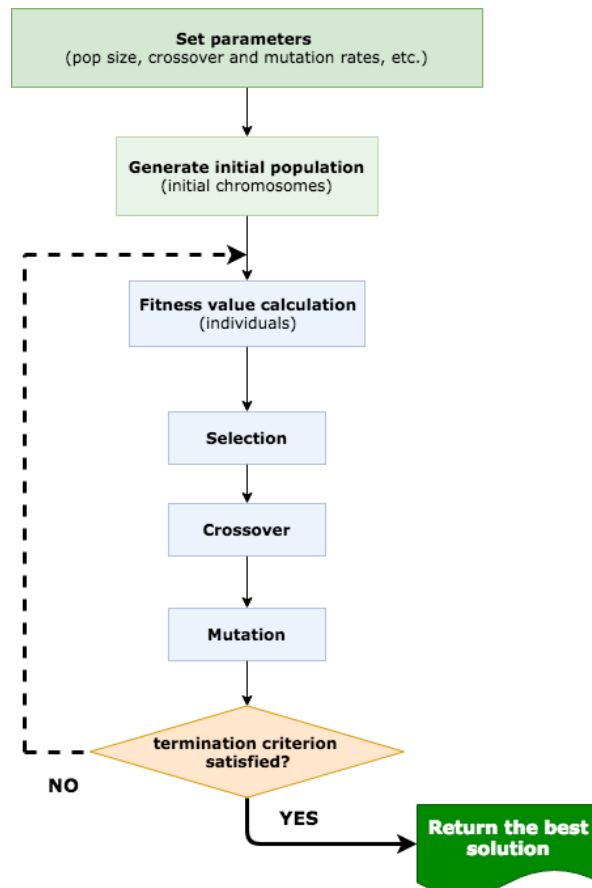 Set parameters
(pop size, crossover and mutation rates, etc.)
Generate initial population
(initial chromosomes)
Fitness value calculation
(individuals)
Selection
Crossover
Mutation
termination criterion
satisfied?
NO
YES
Return the best
solution